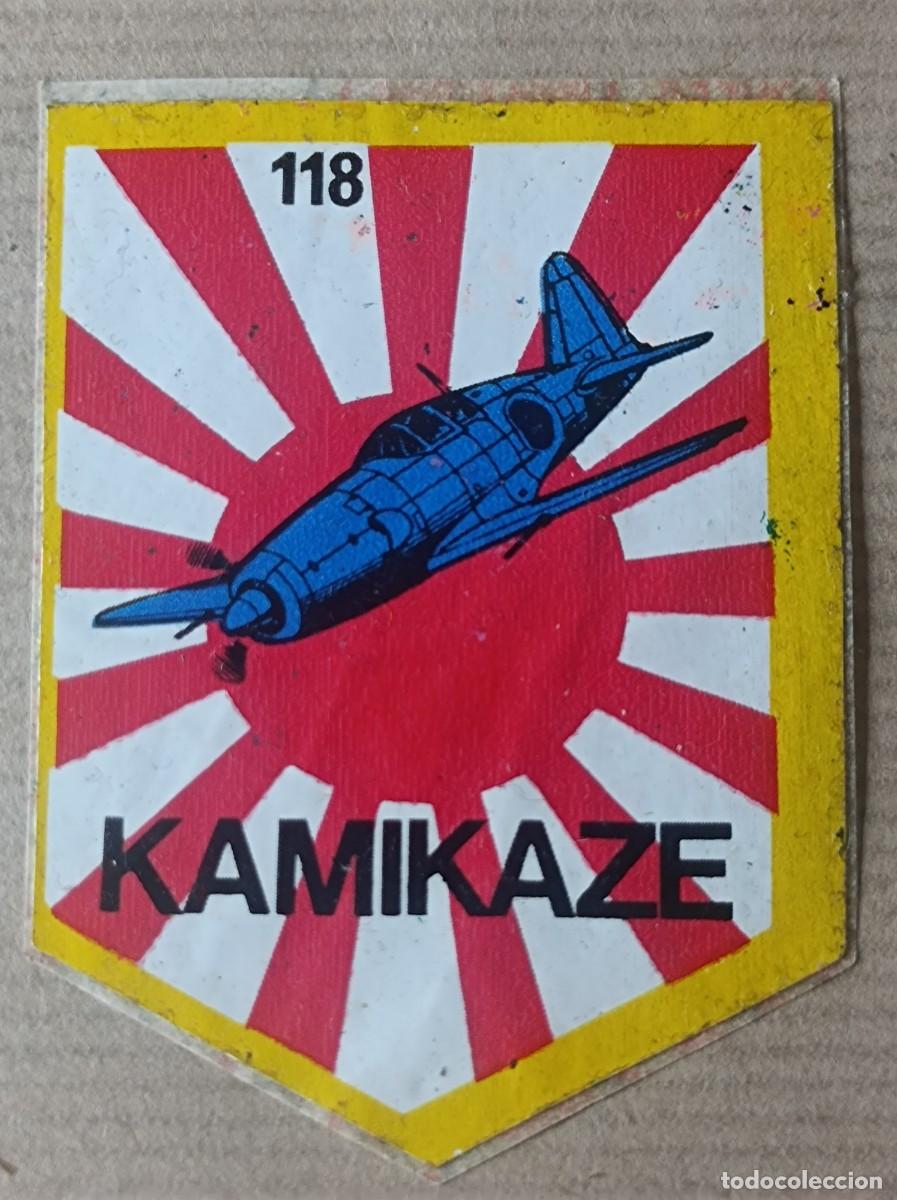 118
KAMIKAZE
todocoleccion